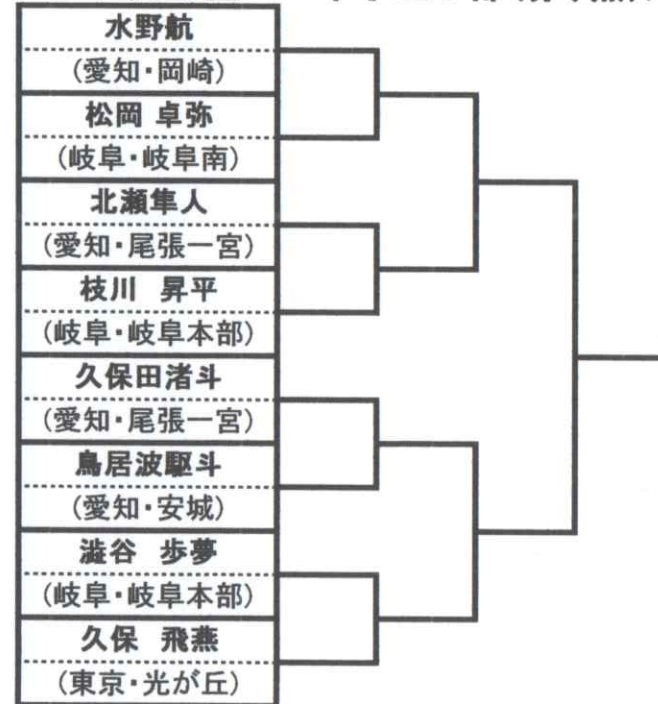 水野航
(愛知・岡崎)
松岡 卓弥
(岐阜・岐阜南)
北瀬隼人
(愛知・尾張一宮)
枝川 昇平
(岐阜・岐阜本部)
久保田渚斗
(愛知・尾張一宮)
鳥居波駆斗
(愛知・安城)
澁谷 歩夢
(岐阜・岐阜本部)
久保 飛燕
(東京・光が丘)